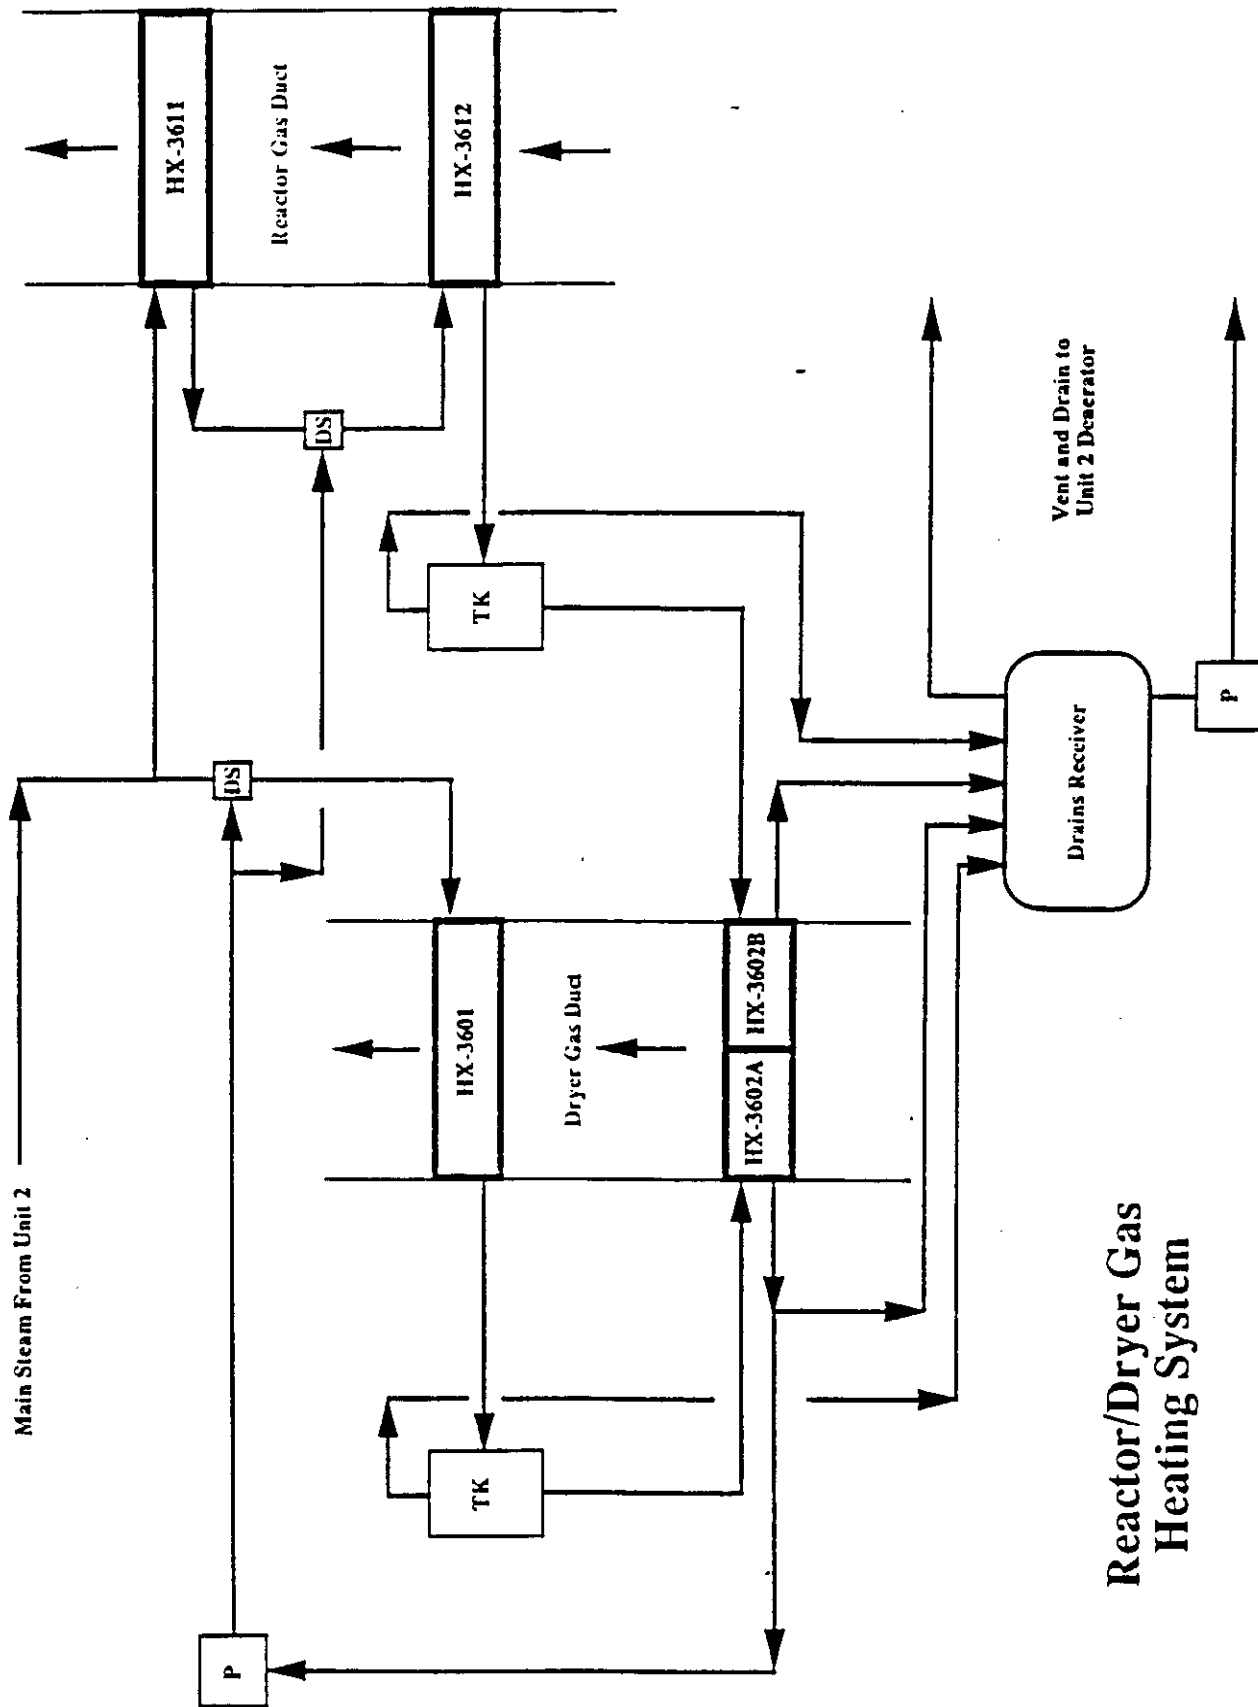 Main Steam From Unit 2
P
DS
DS
HX-3611
Reactor Gas Duct
HX-3612
HX-3601
Dryer Gas Duct
HX-3602A
HX-3602B
TK
TK
Drains Receiver
P
Vent and Drain to
Unit 2 Deaerator
Reactor/Dryer Gas
Heating System